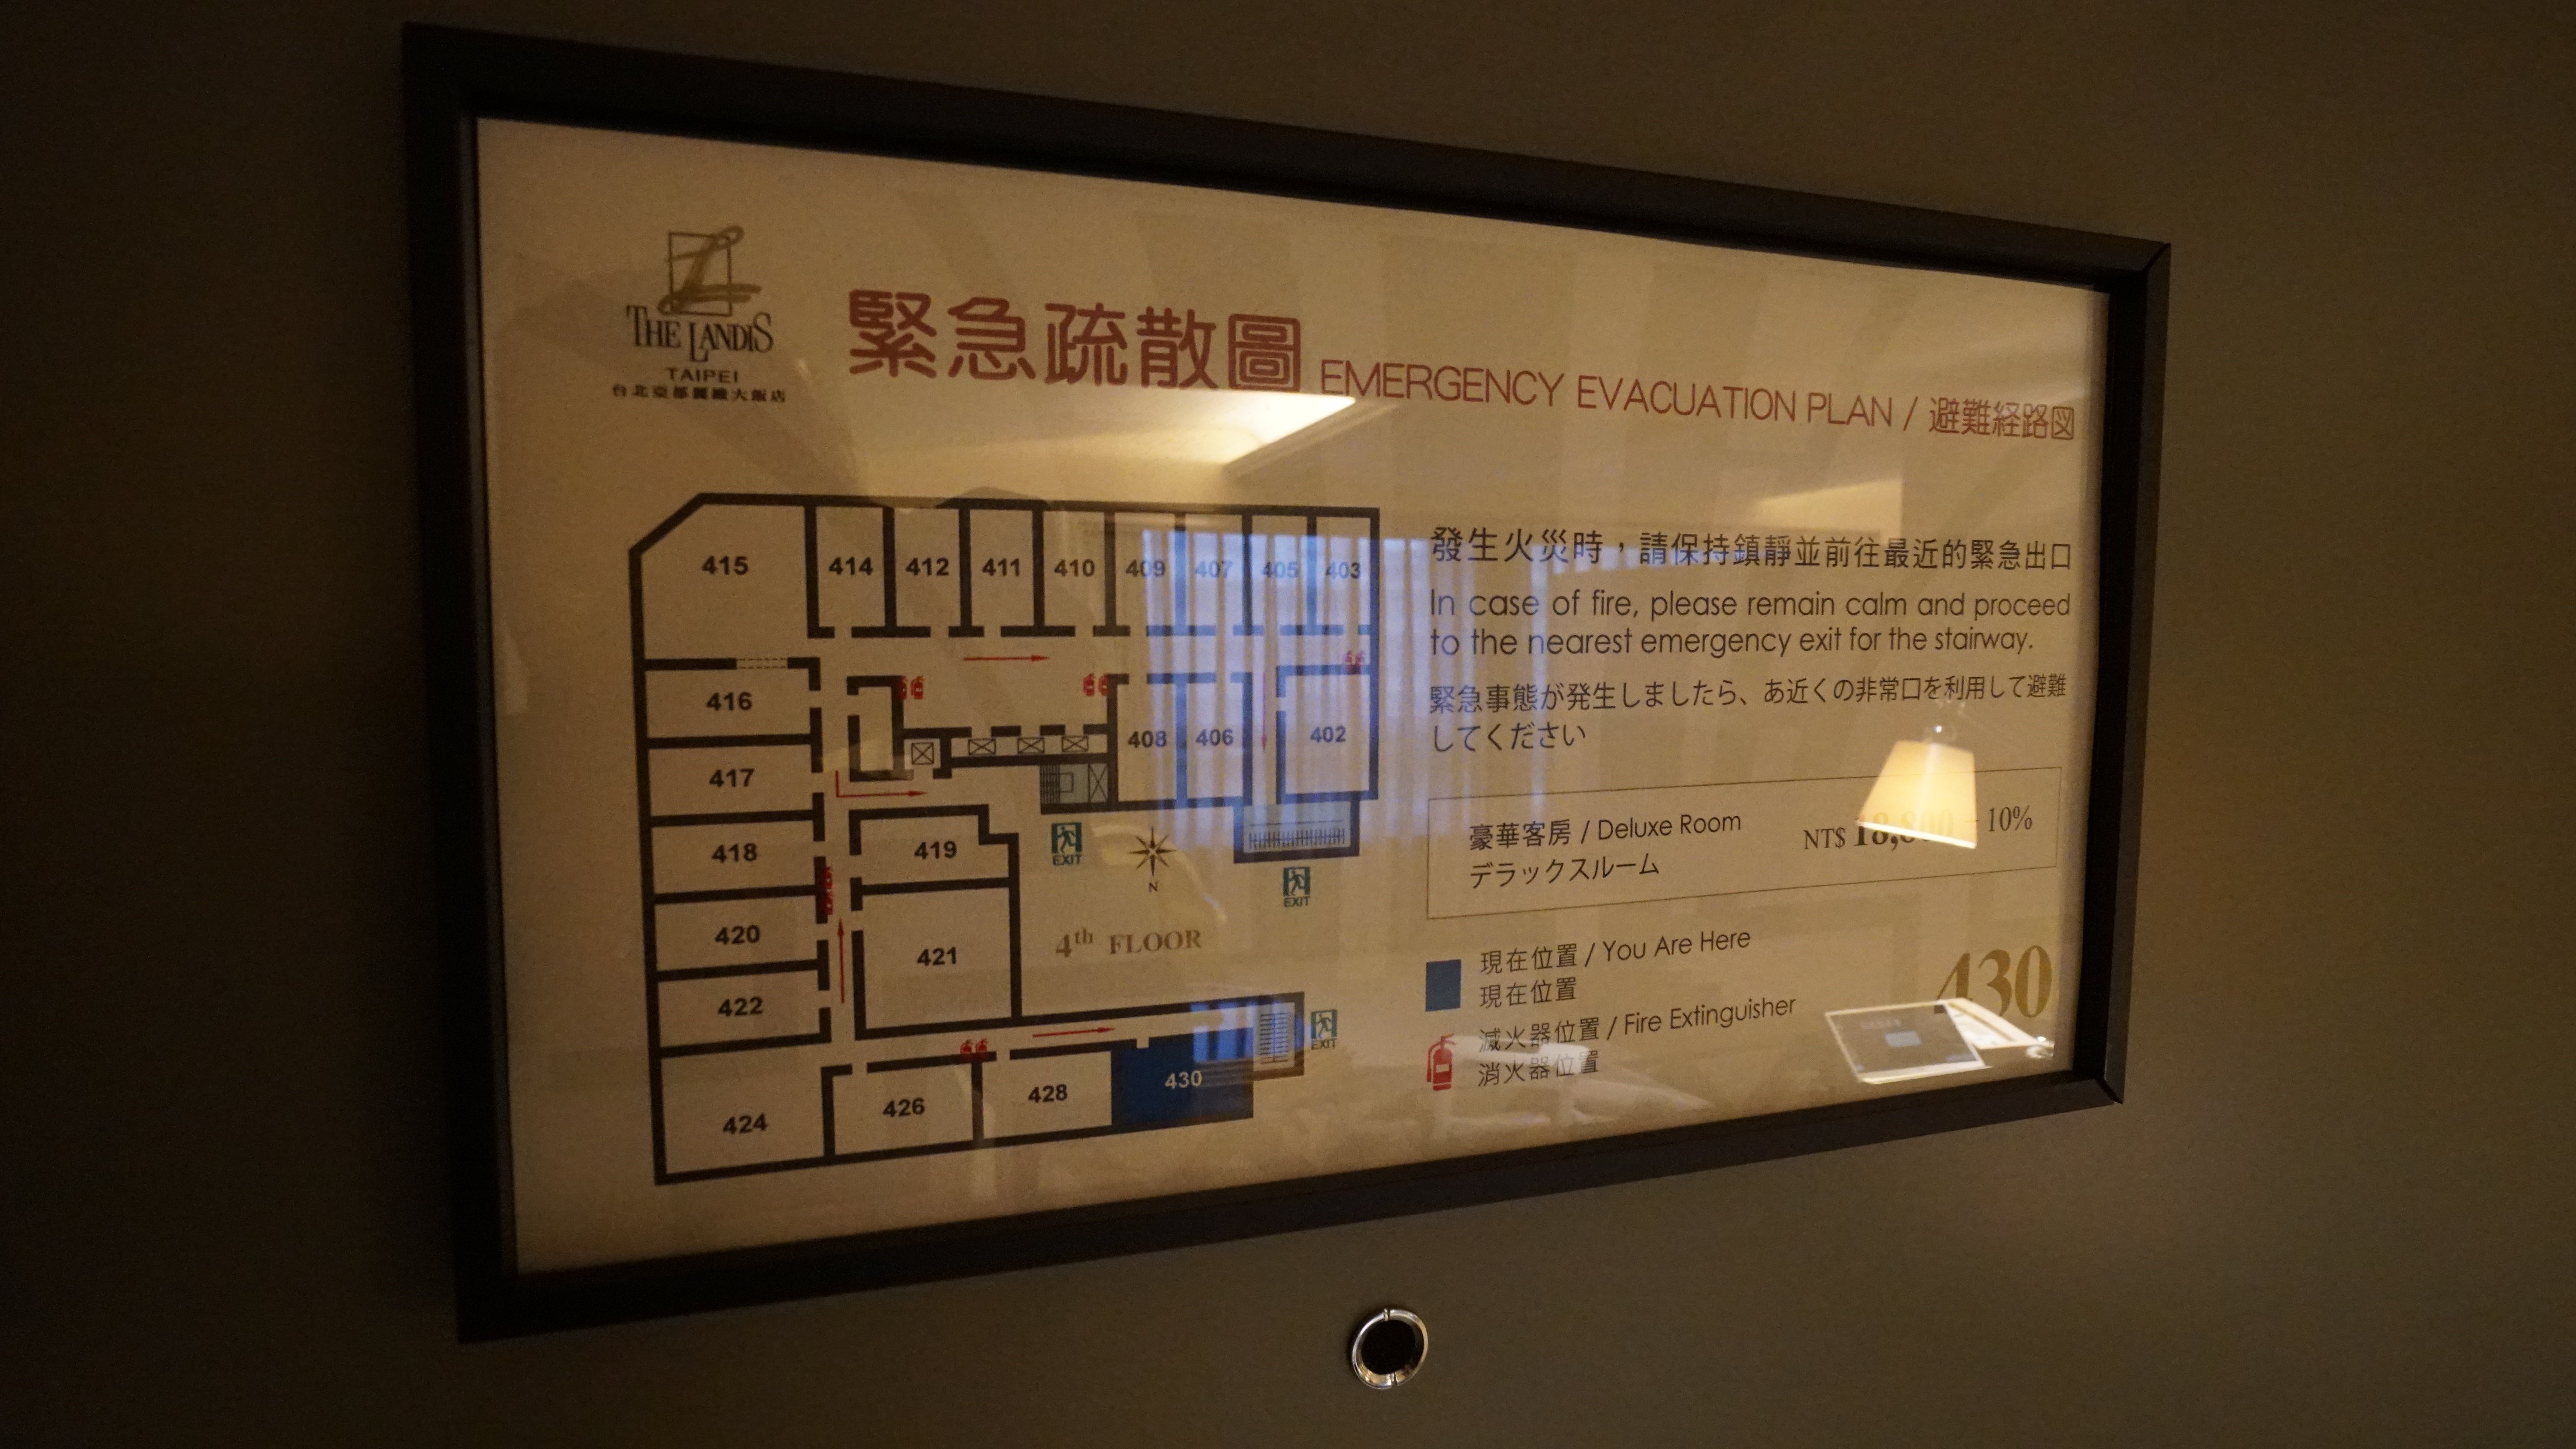 THE LANDIS
TAIPEI
台北亞都麗緻大飯店
緊急疏散圖 EMERGENCY EVACUATION PLAN / 避難経路図
415 414 412 411 410 409 407 405 403
416
417
418
420
422
424
408 406 402
419
421
426
428
430
EXIT
EXIT
EXIT
N
4th FLOOR
發生火災時，請保持鎮靜並前往最近的緊急出口
In case of fire, please remain calm and proceed
to the nearest emergency exit for the stairway.
緊急事態が発生しましたら、あ近くの非常口を利用して避難
してください
豪華客房 / Deluxe Room
デラックスルーム
NT$ 10%
現在位置 / You Are Here
現在位置
滅火器位置 / Fire Extinguisher
消火器位置
430